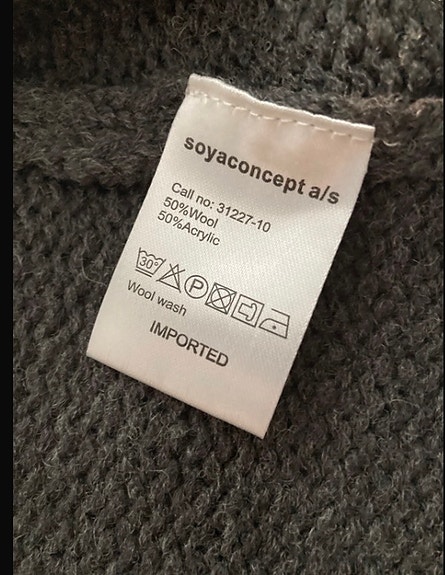 soyaconcept a/s
Call no: 31227-10
50%Wool
50%Acrylic
30° P
Wool wash
IMPORTED